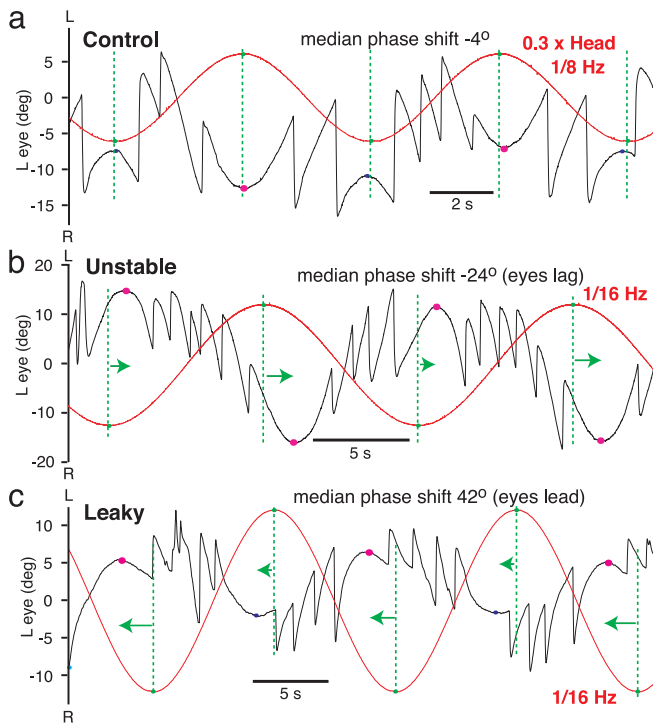 a
L
Control
median phase shift -4º
0.3 x Head
1/8 Hz
5
0
-5
-10
-15
L eye (deg)
2 s
R
b
L
Unstable
median phase shift -24º (eyes lag)
1/16 Hz
20
10
0
-10
-20
L eye (deg)
5 s
R
c
L
Leaky
median phase shift 42º (eyes lead)
10
5
0
-5
-10
L eye (deg)
5 s
1/16 Hz
R